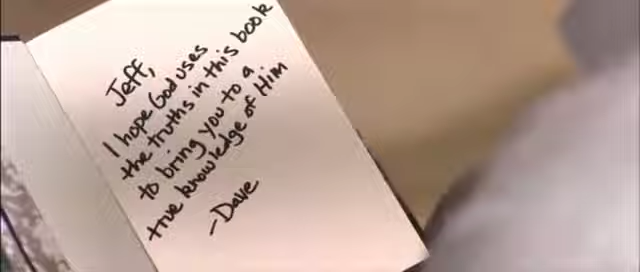 Jeff,
I hope God uses
the truths in this book
to bring you to a
true knowledge of Him
-Dave